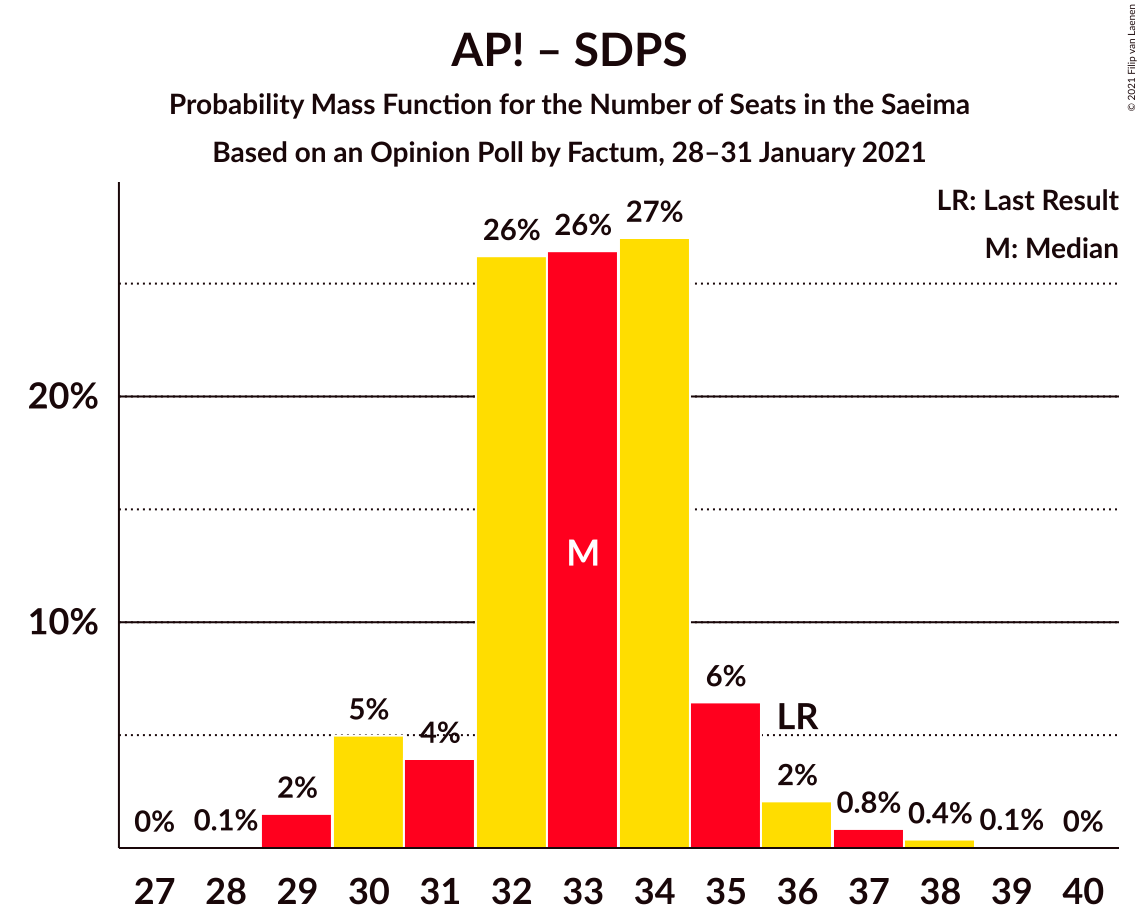 AP! – SDPS
Probability Mass Function for the Number of Seats in the Saeima
Based on an Opinion Poll by Factum, 28–31 January 2021
© 2021 Filip van Laenen
LR: Last Result
M: Median
20%
10%
0%
0.1%
2%
5%
4%
26%
26%
27%
6%
2%
0.8%
0.4%
0.1%
0%
M
LR
27 28 29 30 31 32 33 34 35 36 37 38 39 40